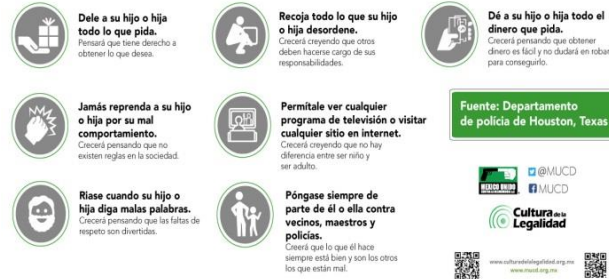 Dele a su hijo o hija
todo lo que pida.
Pensará que tiene derecho a
obtener lo que desea.
Recoja todo lo que su hijo
o hija desordene.
Crecerá creyendo que otros
deben hacerse cargo de sus
responsabilidades.
Dé a su hijo o hija todo el
dinero que pida.
Crecerá pensando que obtener
dinero es fácil y no dudará en robar
para conseguirlo.
Jamás reprenda a su hijo
o hija por su mal
comportamiento.
Crecerá pensando que no
existen reglas en la sociedad.
Permítale ver cualquier
programa de televisión o visitar
cualquier sitio en internet.
Crecerá creyendo que no hay
diferencia entre ser niño y
ser adulto.
Fuente: Departamento
de policía de Houston, Texas
Ríase cuando su hijo o
hija diga malas palabras.
Crecerá pensando que las faltas de
respeto son divertidas.
Póngase siempre de
parte de él o ella contra
vecinos, maestros y
policías.
Creerá que lo que él hace
siempre está bien y son los otros
los que están mal.
MEXICO UNIDO
@MUCD
MUCD
Cultura de la
Legalidad
www.culturadelalegalidad.org.mx
www.mucd.org.mx